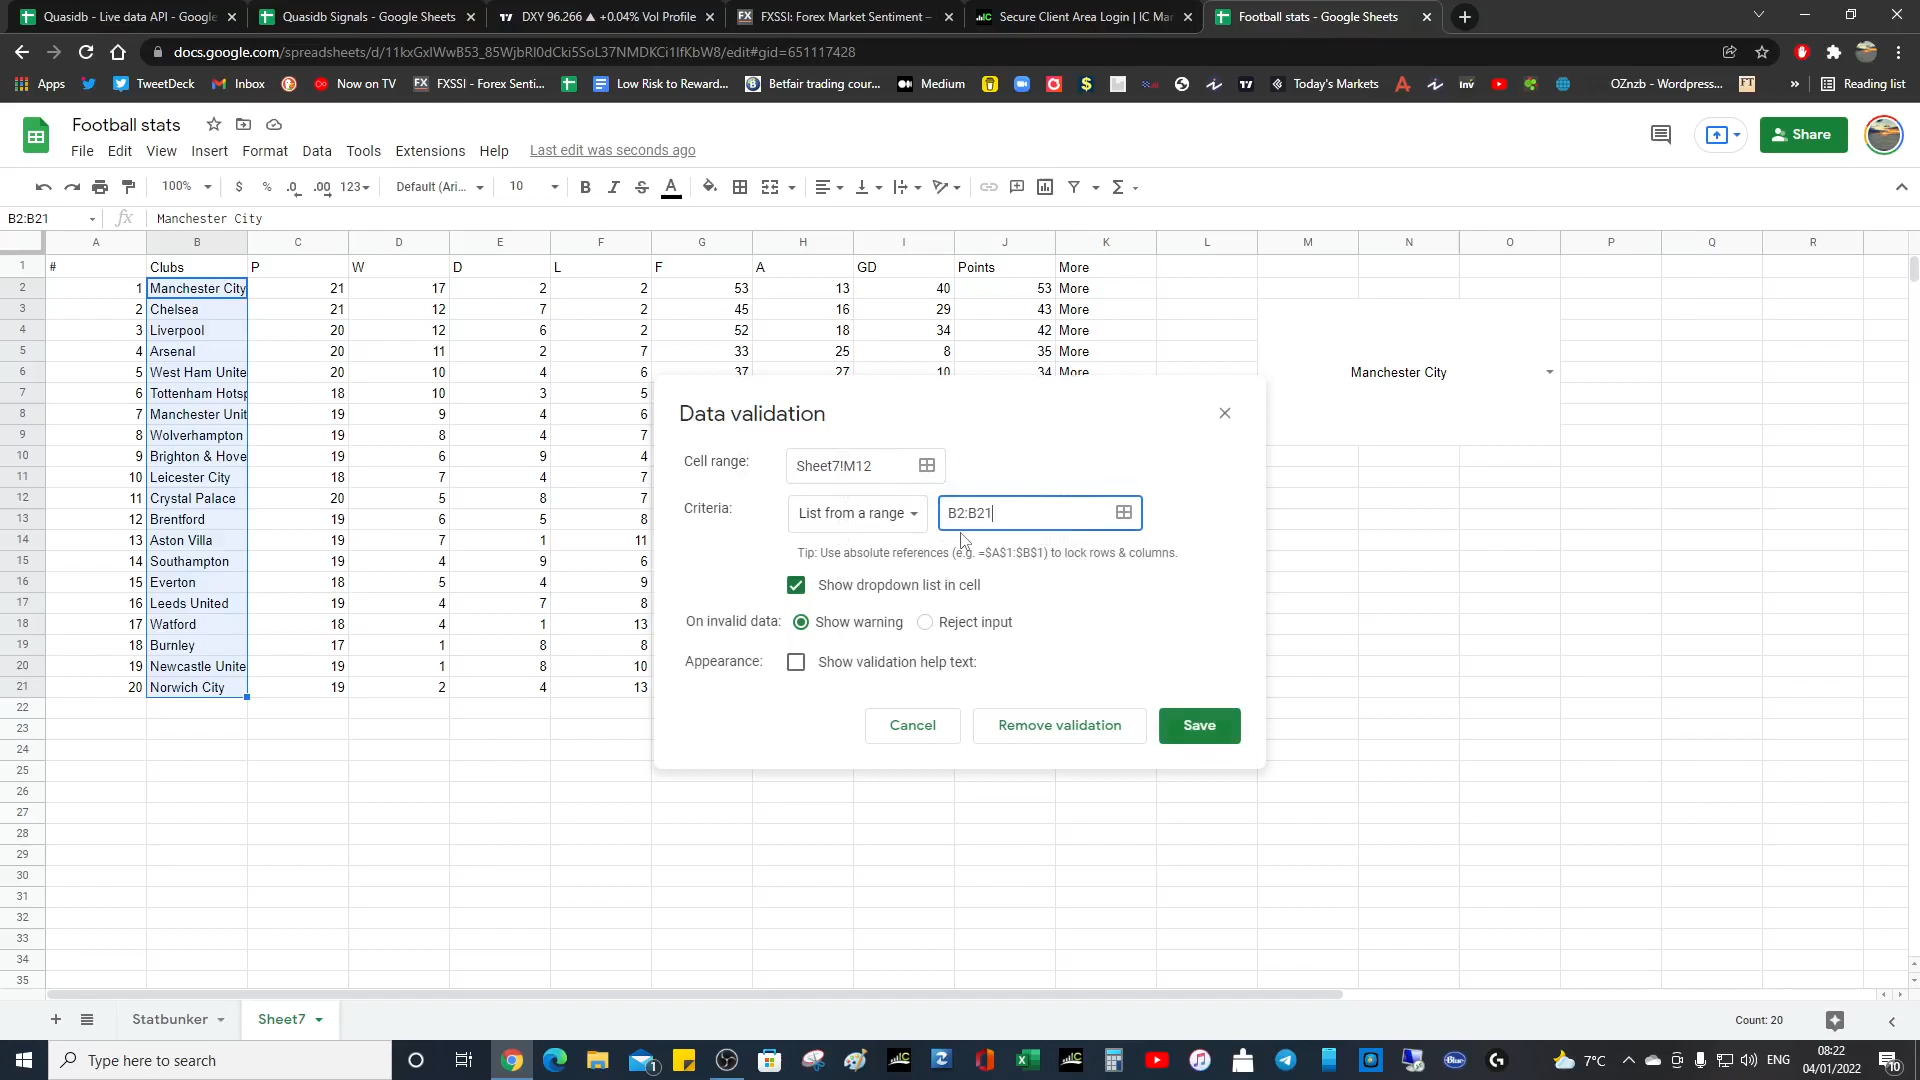 Quasidb - Live data API - Google
Quasidb Signals - Google Sheets
DXY 96.266 ▲ +0.04% Vol Profile
FXSSI: Forex Market Sentiment –
Secure Client Area Login | IC Mar
Football stats - Google Sheets
Apps
TweetDeck
Inbox
Now on TV
FXSSI - Forex Senti...
Low Risk to Reward...
Betfair trading cour...
Medium
Today's Markets
OZnzb - Wordpress...
» Reading list
Football stats
Share
File Edit View Insert Format Data Tools Extensions Help Last edit was seconds ago
100% $ % .0 .00 123 Default (Ari... 10 B I S A
B2:B21 fx Manchester City
A B C D E F G H I J K L M N O P Q R
1 # Clubs P W D L F A GD Points More
2 1 Manchester City 21 17 2 2 53 13 40 53 More
3 2 Chelsea 21 12 7 2 45 16 29 43 More
4 3 Liverpool 20 12 6 2 52 18 34 42 More
5 4 Arsenal 20 11 2 7 33 25 8 35 More
6 5 West Ham Unite 20 10 4 6 37 27 10 34 More Manchester City
7 6 Tottenham Hotsp 18 10 3 5
8 7 Manchester Unit 19 9 4 6
9 8 Wolverhampton 19 8 4 7
10 9 Brighton & Hove 19 6 9 4
11 10 Leicester City 18 7 4 7
12 11 Crystal Palace 20 5 8 7
13 12 Brentford 19 6 5 8
14 13 Aston Villa 19 7 1 11
15 14 Southampton 19 4 9 6
16 15 Everton 18 5 4 9
17 16 Leeds United 19 4 7 8
18 17 Watford 18 4 1 13
19 18 Burnley 17 1 8 8
20 19 Newcastle Unite 19 1 8 10
21 20 Norwich City 19 2 4 13
22
23
24
25
26
27
28
29
30
31
32
33
34
35
Data validation
Cell range: Sheet7!M12
Criteria: List from a range B2:B21
Tip: Use absolute references (e.g. =$A$1:$B$1) to lock rows & columns.
Show dropdown list in cell
On invalid data: Show warning Reject input
Appearance: Show validation help text:
Cancel Remove validation Save
+ Statbunker Sheet7 Count: 20
Type here to search
7°C ENG 08:22
04/01/2022
10